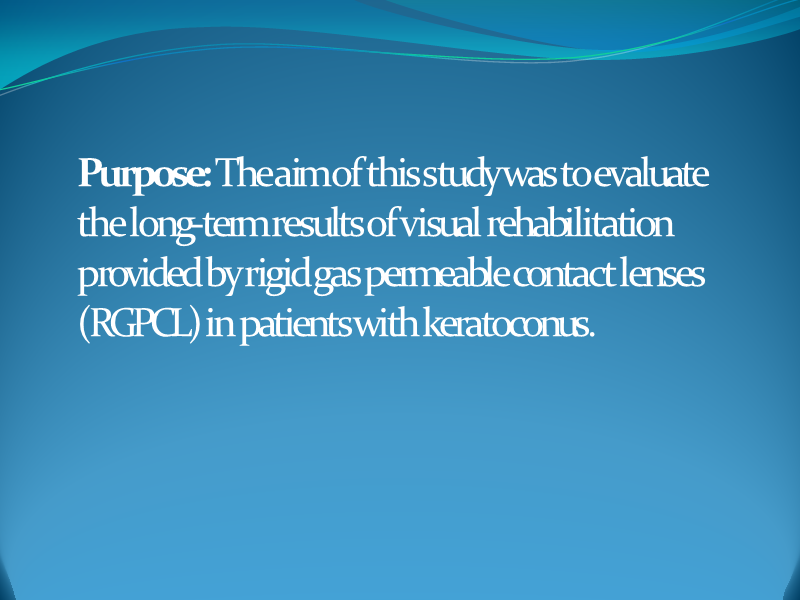 Purpose: The aim of this study was to evaluate
the long-term results of visual rehabilitation
provided by rigid gas permeable contact lenses
(RGPCL) in patients with keratoconus.